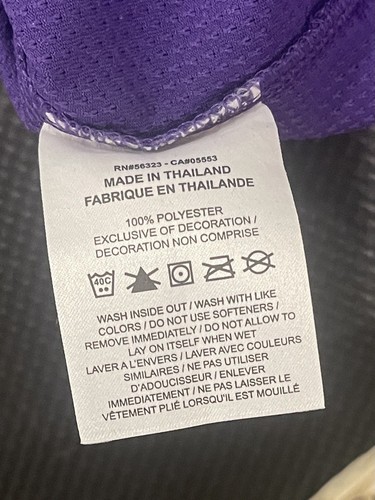 RN#56323 - CA#05553
MADE IN THAILAND
FABRIQUE EN THAILANDE
100% POLYESTER
EXCLUSIVE OF DECORATION /
DECORATION NON COMPRISE
40C
WASH INSIDE OUT / WASH WITH LIKE
COLORS / DO NOT USE SOFTENERS /
REMOVE IMMEDIATELY / DO NOT ALLOW TO
LAY ON ITSELF WHEN WET
LAVER A L'ENVERS / LAVER AVEC COULEURS
SIMILAIRES / NE PAS UTILISER
D'ADOUCISSEUR / ENLEVER
IMMEDIATEMENT / NE PAS LAISSER LE
VÊTEMENT PLIÉ LORSQU'IL EST MOUILLÉ